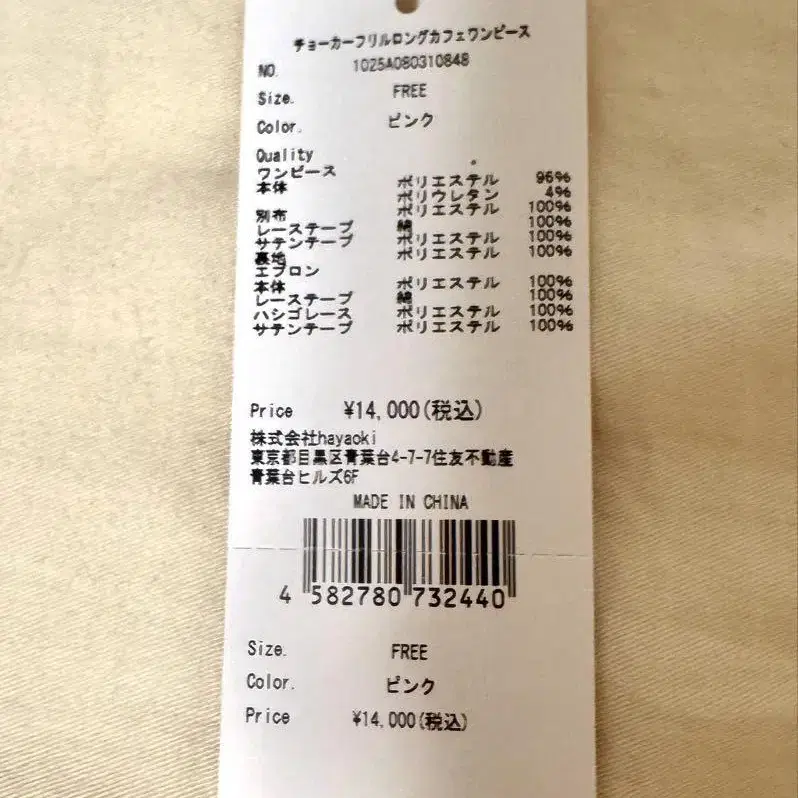 チョーカーフリルロングカフェワンピース
NO. 1025A080310848
Size. FREE
Color. ピンク
Quality
ワンピース
本体 ポリエステル 96%
ポリウレタン 4%
別布 ポリエステル 100%
レーステープ 綿 100%
サテンテープ ポリエステル 100%
裏地 ポリエステル 100%
エプロン
本体 ポリエステル 100%
レーステープ 綿 100%
ハシゴレース ポリエステル 100%
サテンテープ ポリエステル 100%
Price ¥14,000(税込)
株式会社hayaoki
東京都目黒区青葉台4-7-7住友不動産
青葉台ヒルズ6F
MADE IN CHINA
4 582780 732440
Size. FREE
Color. ピンク
Price ¥14,000(税込)